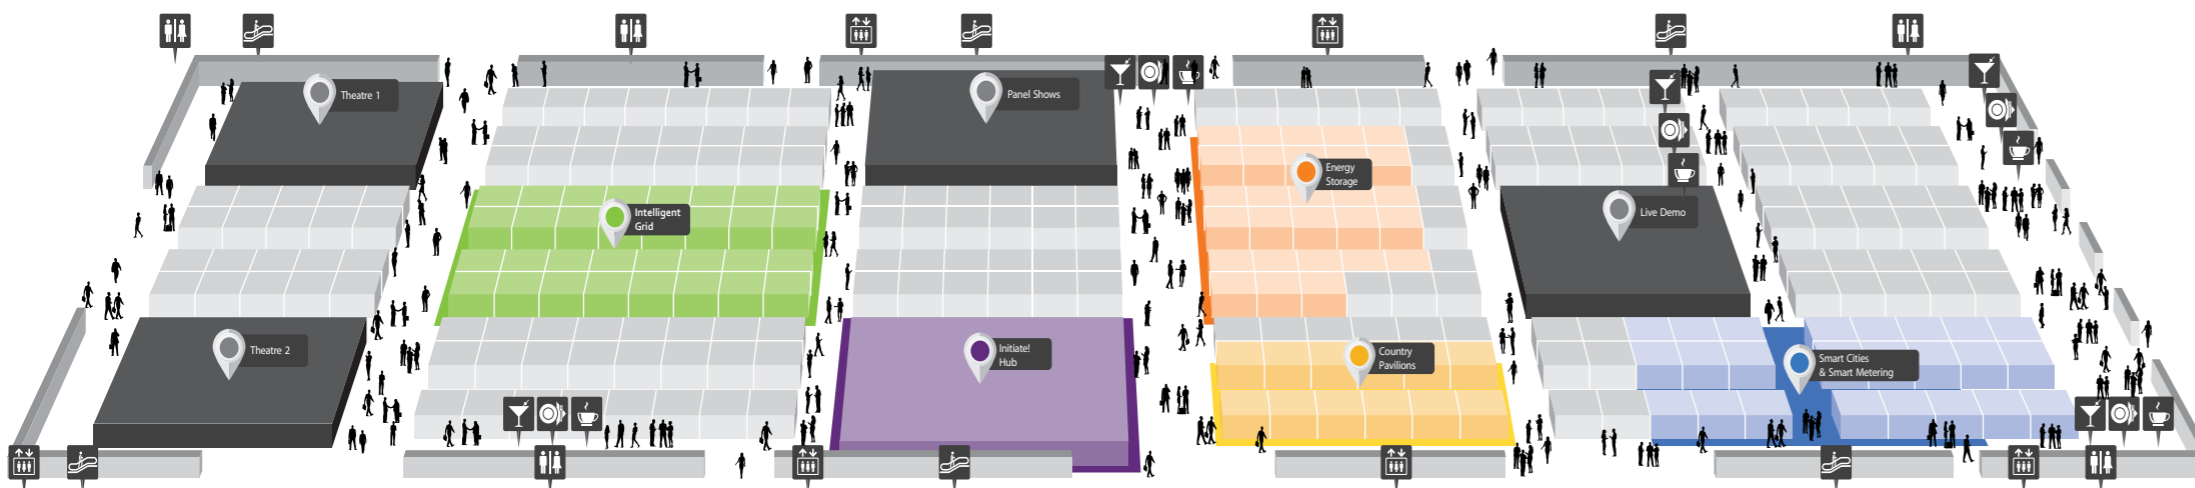 Theatre 1
Panel Shows
Energy
Storage
Intelligent
Grid
Live Demo
Theatre 2
Initiate!
Hub
Country
Pavilions
Smart Cities
& Smart Metering